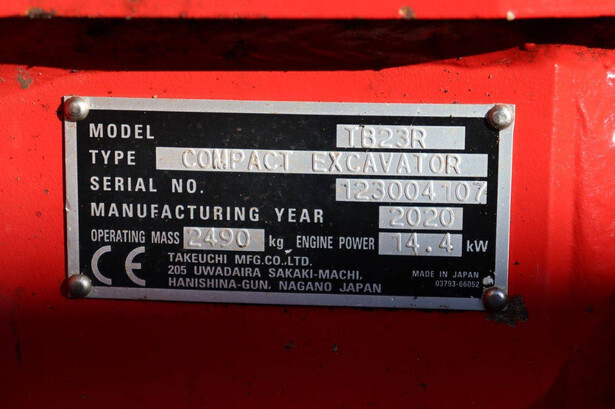 MODEL TB23R
TYPE COMPACT EXCAVATOR
SERIAL NO. 123004107
MANUFACTURING YEAR 2020
OPERATING MASS 2490 kg ENGINE POWER 14.4 kW
CE
TAKEUCHI MFG.CO.,LTD.
205 UWADAIRA SAKAKI-MACHI,
HANISHINA-GUN, NAGANO JAPAN
MADE IN JAPAN
03793-66052